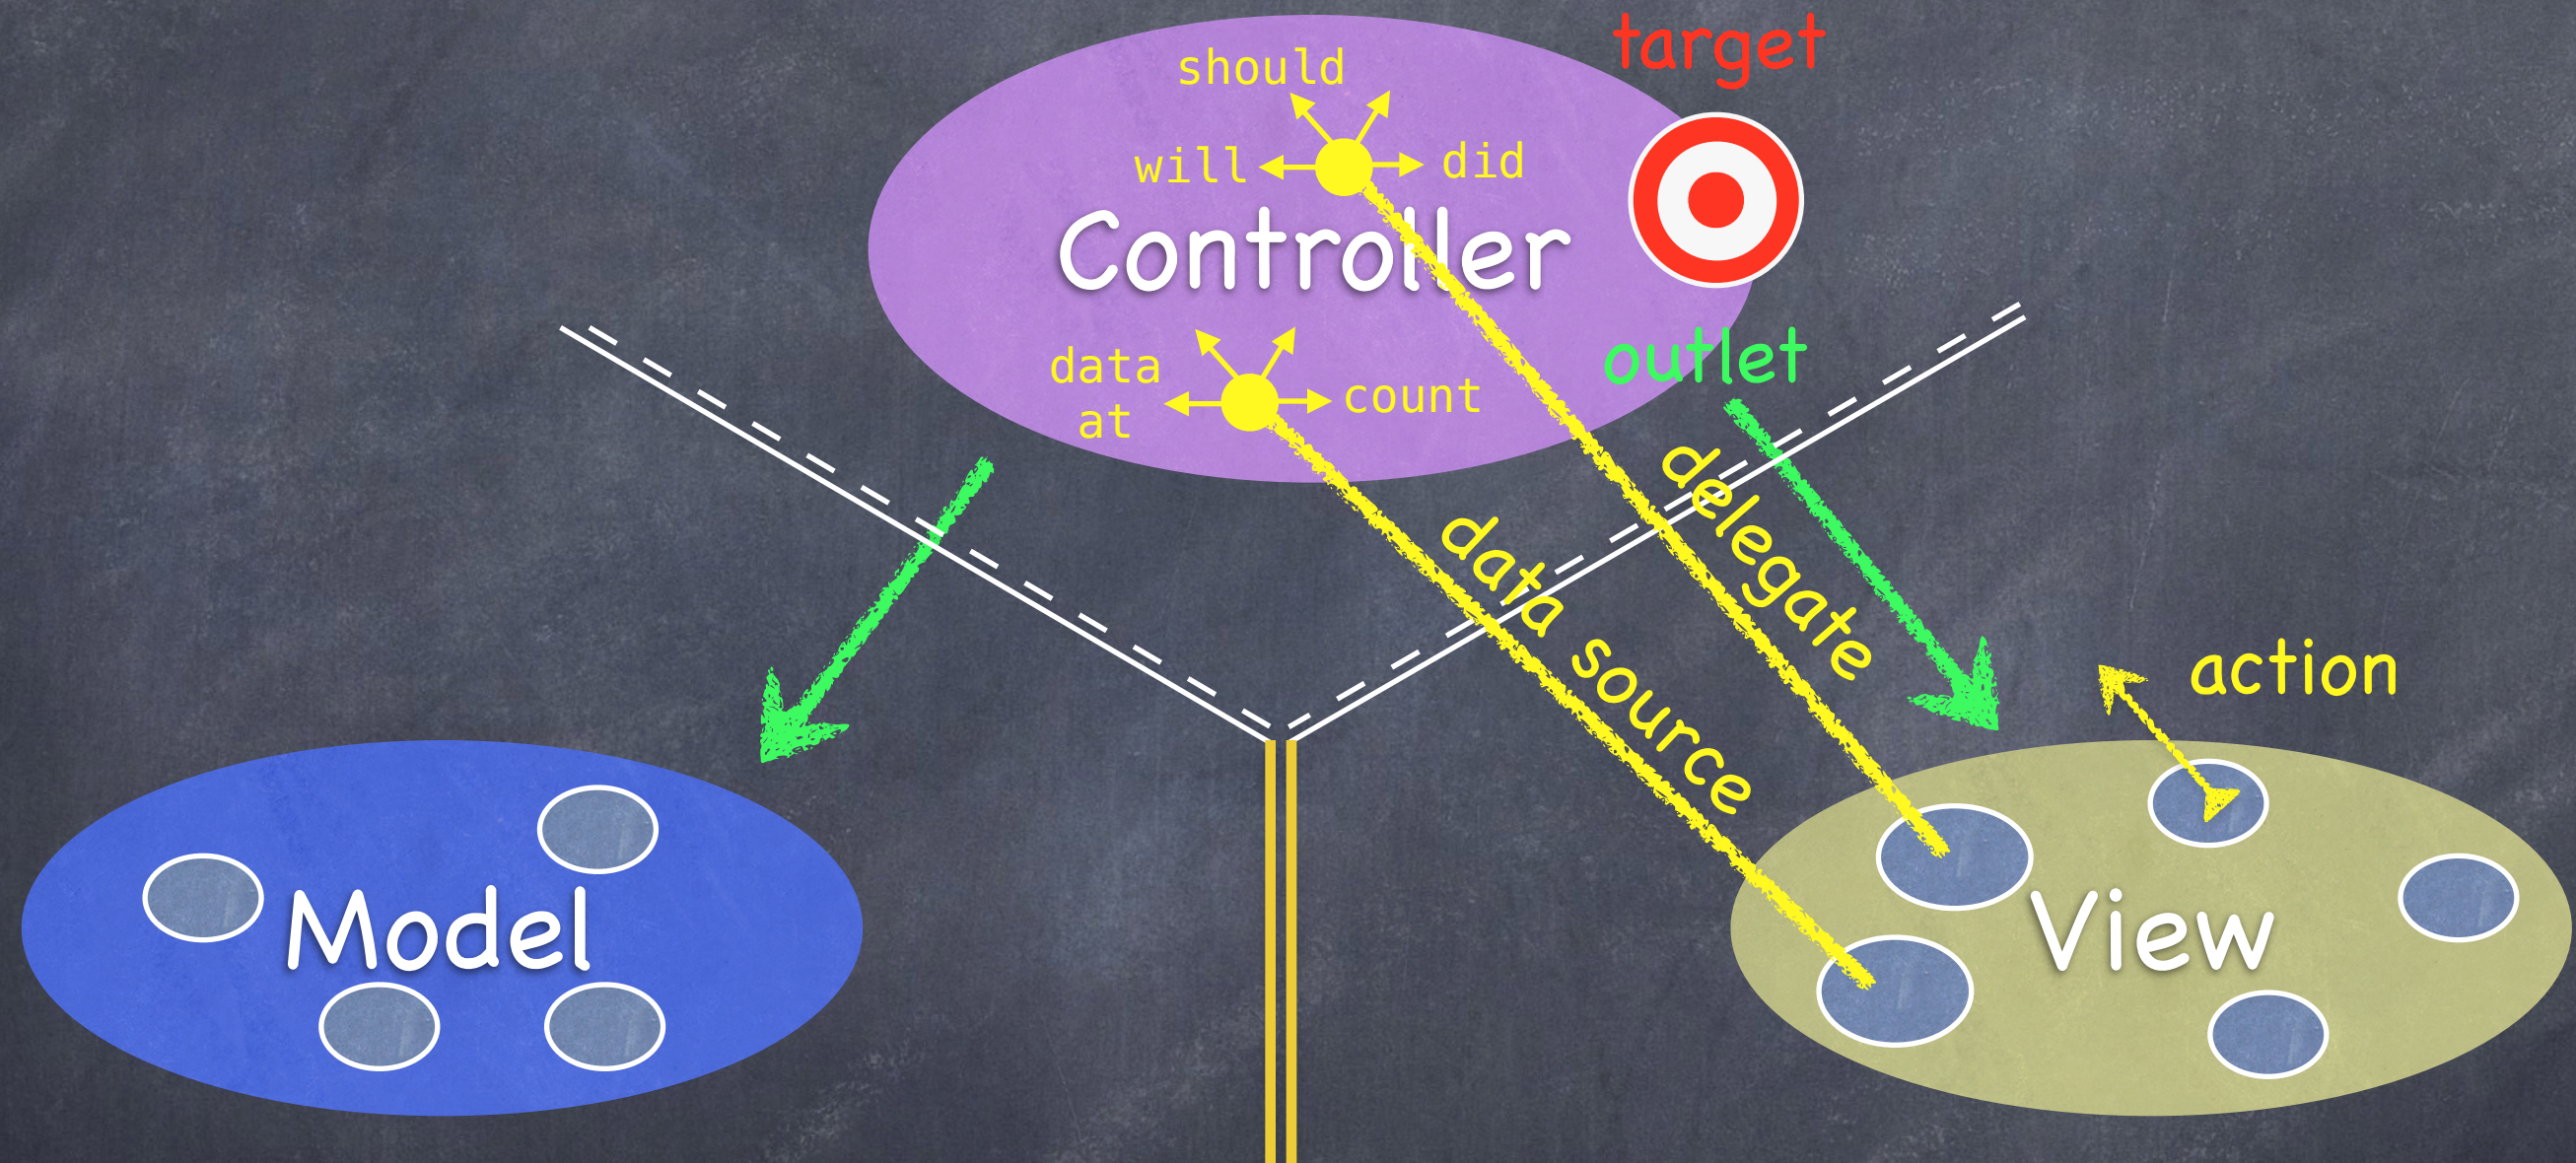 target
should
will
did
Controller
data
at
count
outlet
delegate
data source
action
Model
View